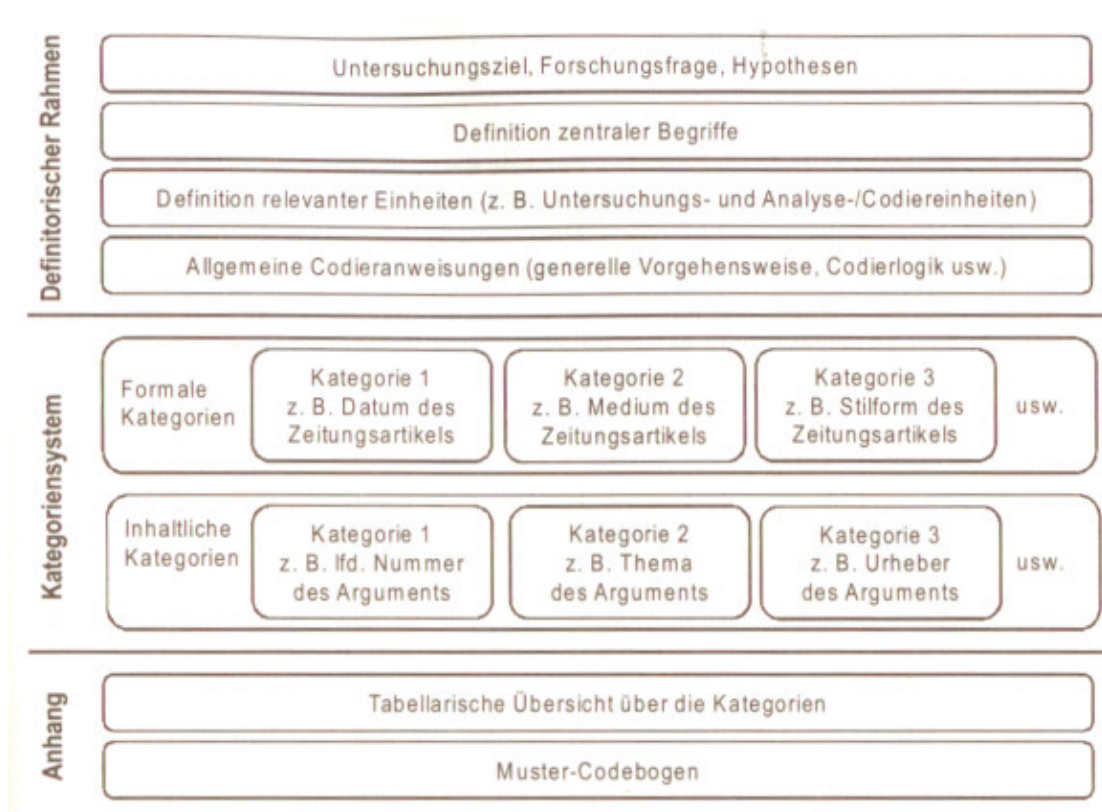 Definitorischer Rahmen
Untersuchungsziel, Forschungsfrage, Hypothesen
Definition zentraler Begriffe
Definition relevanter Einheiten (z. B. Untersuchungs- und Analyse-/Codiereinheiten)
Allgemeine Codieranweisungen (generelle Vorgehensweise, Codierlogik usw.)
Kategoriensystem
Formale
Kategorien
Kategorie 1
z. B. Datum des
Zeitungsartikels
Kategorie 2
z. B. Medium des
Zeitungsartikels
Kategorie 3
z. B. Stilform des
Zeitungsartikels
usw.
Inhaltliche
Kategorien
Kategorie 1
z. B. lfd. Nummer
des Arguments
Kategorie 2
z. B. Thema
des Arguments
Kategorie 3
z. B. Urheber
des Arguments
usw.
Anhang
Tabellarische Übersicht über die Kategorien
Muster-Codebogen